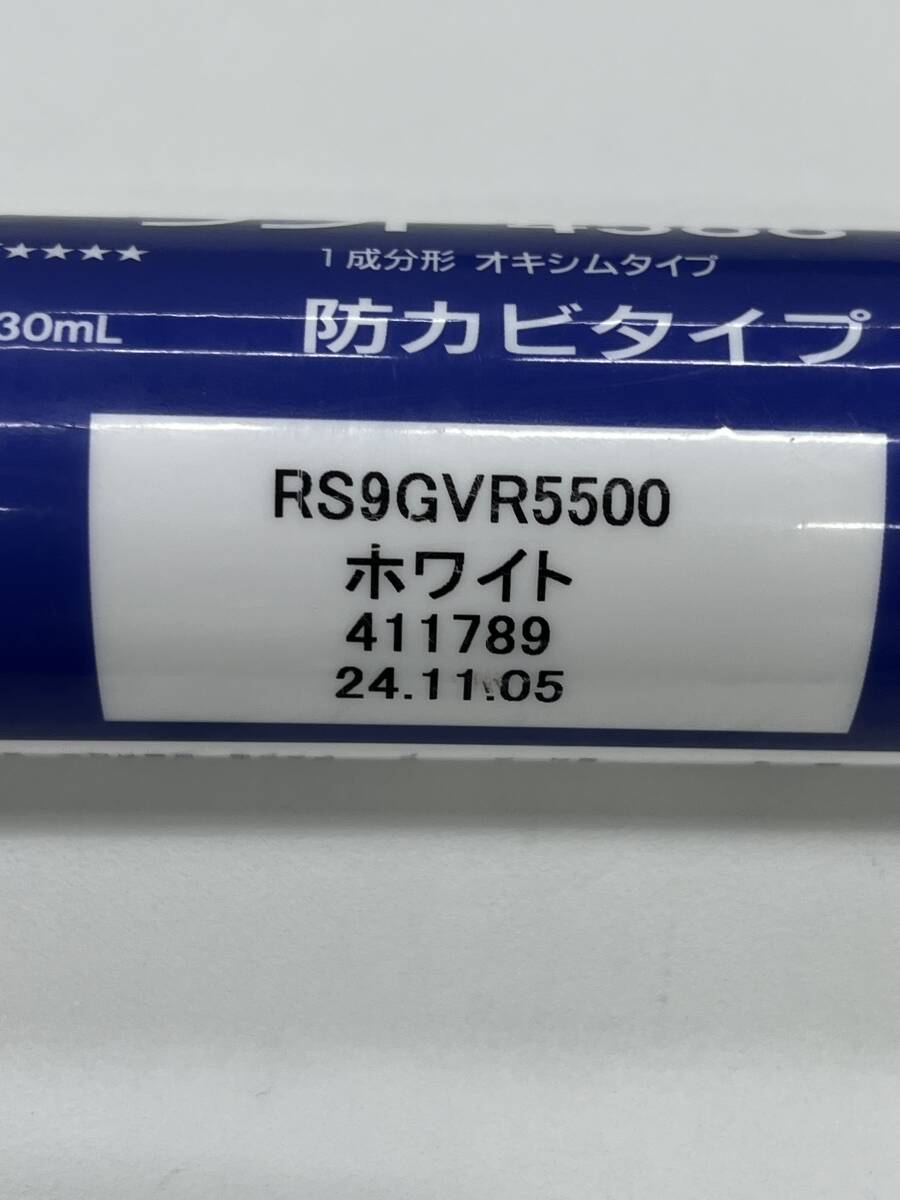 ★★★★
1成分形 オキシムタイプ
30mL
防カビタイプ
RS9GVR5500
ホワイト
411789
24.11.05